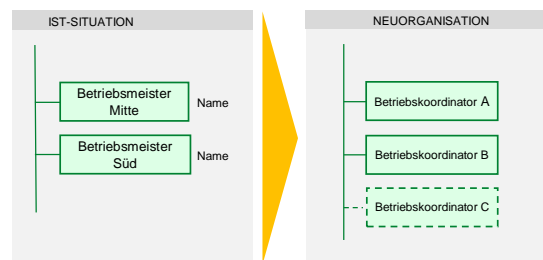 IST-SITUATION
Betriebsmeister
Mitte
Name
Betriebsmeister
Süd
Name
NEUORGANISATION
Betriebskoordinator A
Betriebskoordinator B
Betriebskoordinator C